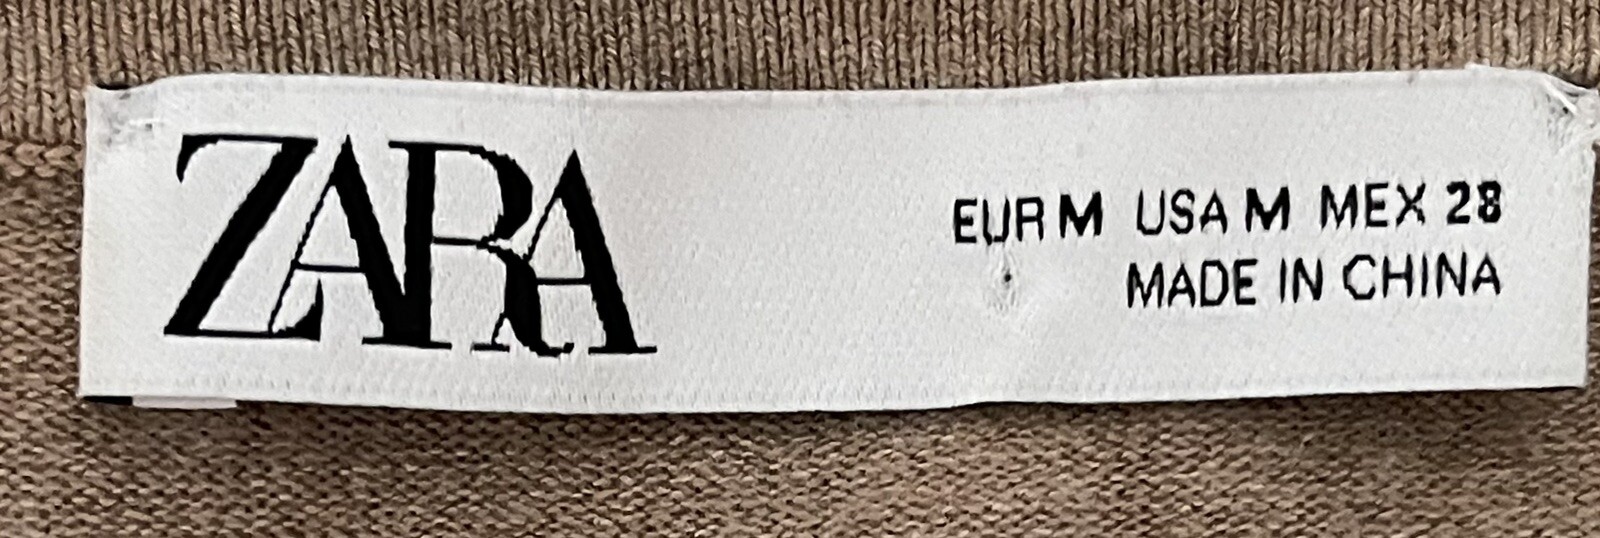 ZARA
EUR M USA M MEX 28
MADE IN CHINA